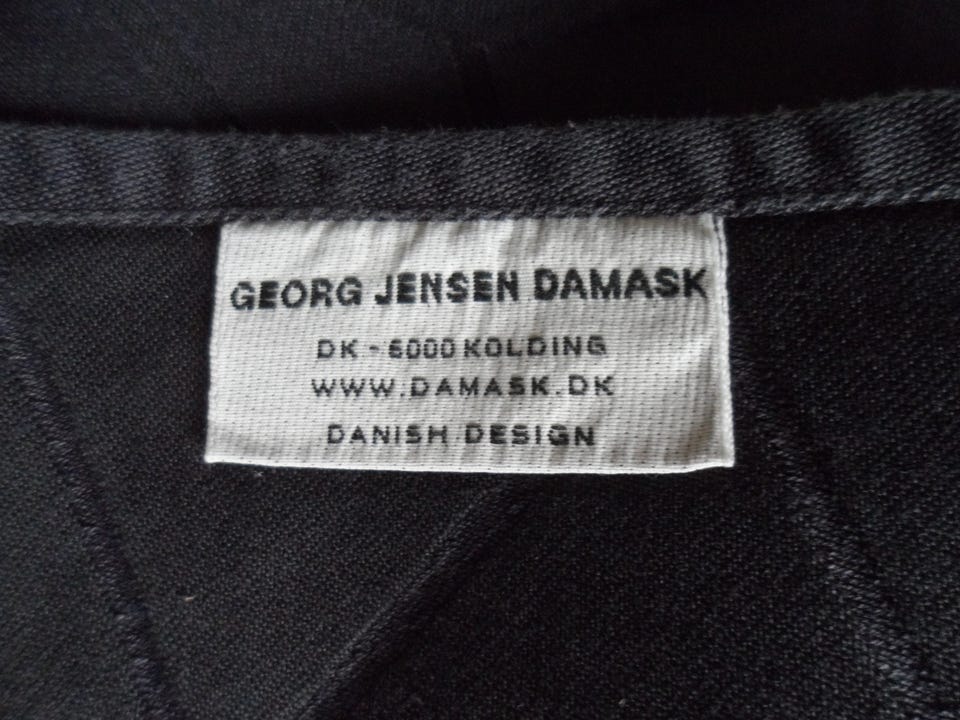 GEORG JENSEN DAMASK
DK - 6000 KOLDING
WWW.DAMASK.DK
DANISH DESIGN